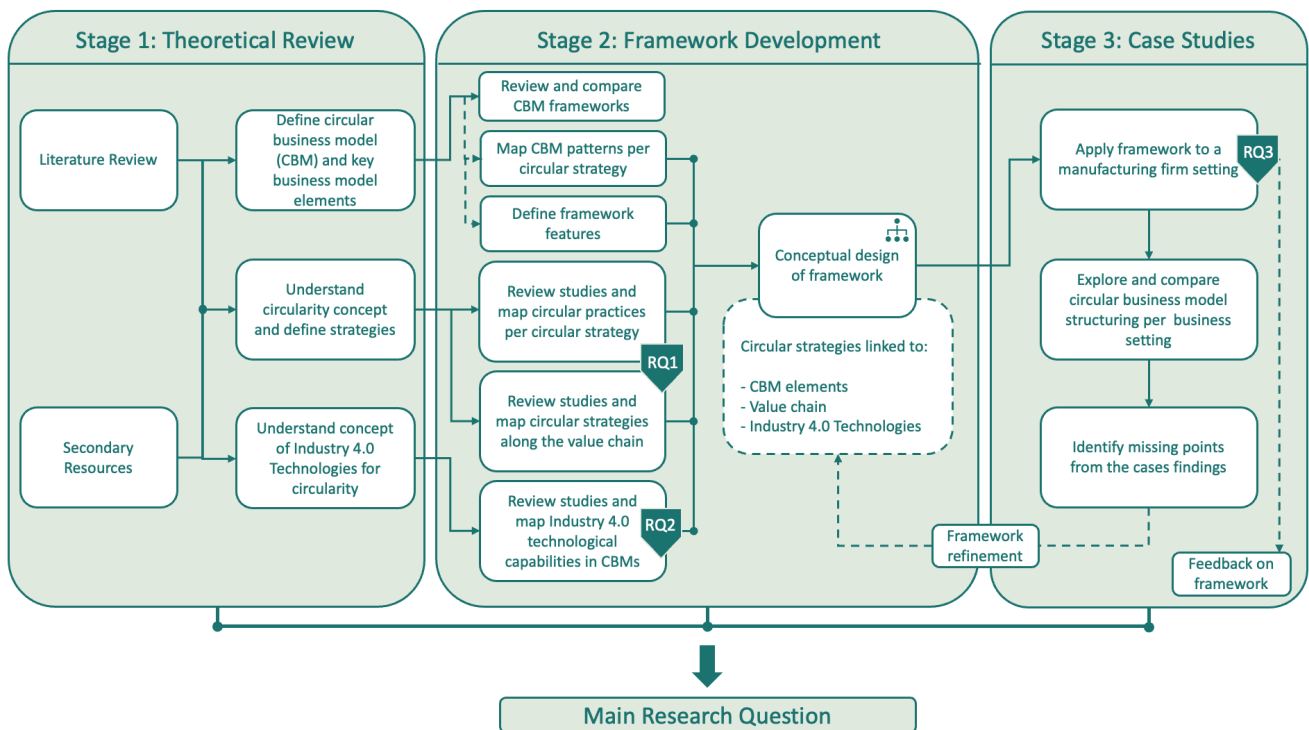 Stage 1: Theoretical Review
Literature Review
Secondary
Resources
Define circular
business model
(CBM) and key
business model
elements
Understand
circularity concept
and define strategies
Understand concept
of Industry 4.0
Technologies for
circularity
Stage 2: Framework Development
Review and compare
CBM frameworks
Map CBM patterns per
circular strategy
Define framework
features
Review studies and
map circular practices
per circular strategy
RQ1
Review studies and
map circular strategies
along the value chain
Review studies and
map Industry 4.0
technological
capabilities in CBMs
RQ2
Conceptual design
of framework
Circular strategies linked to:
- CBM elements
- Value chain
- Industry 4.0 Technologies
Framework
refinement
Stage 3: Case Studies
Apply framework to a
manufacturing firm setting
RQ3
Explore and compare
circular business model
structuring per business
setting
Identify missing points
from the cases findings
Feedback on
framework
Main Research Question